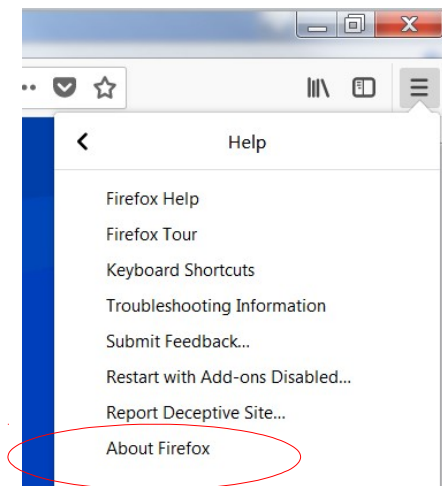 Help
Firefox Help
Firefox Tour
Keyboard Shortcuts
Troubleshooting Information
Submit Feedback...
Restart with Add-ons Disabled...
Report Deceptive Site...
About Firefox